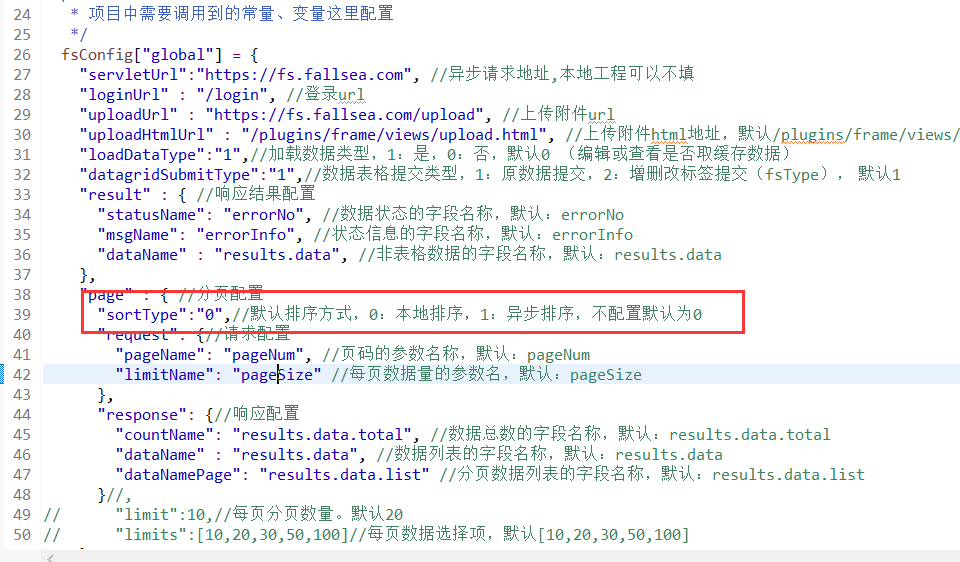 24 * 项目中需要调用到的常量、变量这里配置
25 */
26 fsConfig["global"] = {
27 "servletUrl":"https://fs.fallsea.com", //异步请求地址,本地工程可以不填
28 "loginUrl" : "/login", //登录url
29 "uploadUrl" : "https://fs.fallsea.com/upload", //上传附件url
30 "uploadHtmlUrl" : "/plugins/frame/views/upload.html", //上传附件html地址，默认/plugins/frame/views/
31 "loadDataType":"1",//加载数据类型，1：是，0：否，默认0 （编辑或查看是否取缓存数据）
32 "datagridSubmitType":"1",//数据表格提交类型，1：原数据提交，2：增删改标签提交（fsType）， 默认1
33 "result" : { //响应结果配置
34 "statusName": "errorNo", //数据状态的字段名称，默认：errorNo
35 "msgName": "errorInfo", //状态信息的字段名称，默认：errorInfo
36 "dataName" : "results.data", //非表格数据的字段名称，默认：results.data
37 },
38 "page" : { //分页配置
39 "sortType":"0",//默认排序方式，0：本地排序，1：异步排序，不配置默认为0
40 "request": {//请求配置
41 "pageName": "pageNum", //页码的参数名称，默认：pageNum
42 "limitName": "pageSize" //每页数据量的参数名，默认：pageSize
43 },
44 "response": {//响应配置
45 "countName": "results.data.total", //数据总数的字段名称，默认：results.data.total
46 "dataName" : "results.data", //数据列表的字段名称，默认：results.data
47 "dataNamePage": "results.data.list" //分页数据列表的字段名称，默认：results.data.list
48 }//,
49 // "limit":10,//每页分页数量。默认20
50 // "limits":[10,20,30,50,100]//每页数据选择项，默认[10,20,30,50,100]